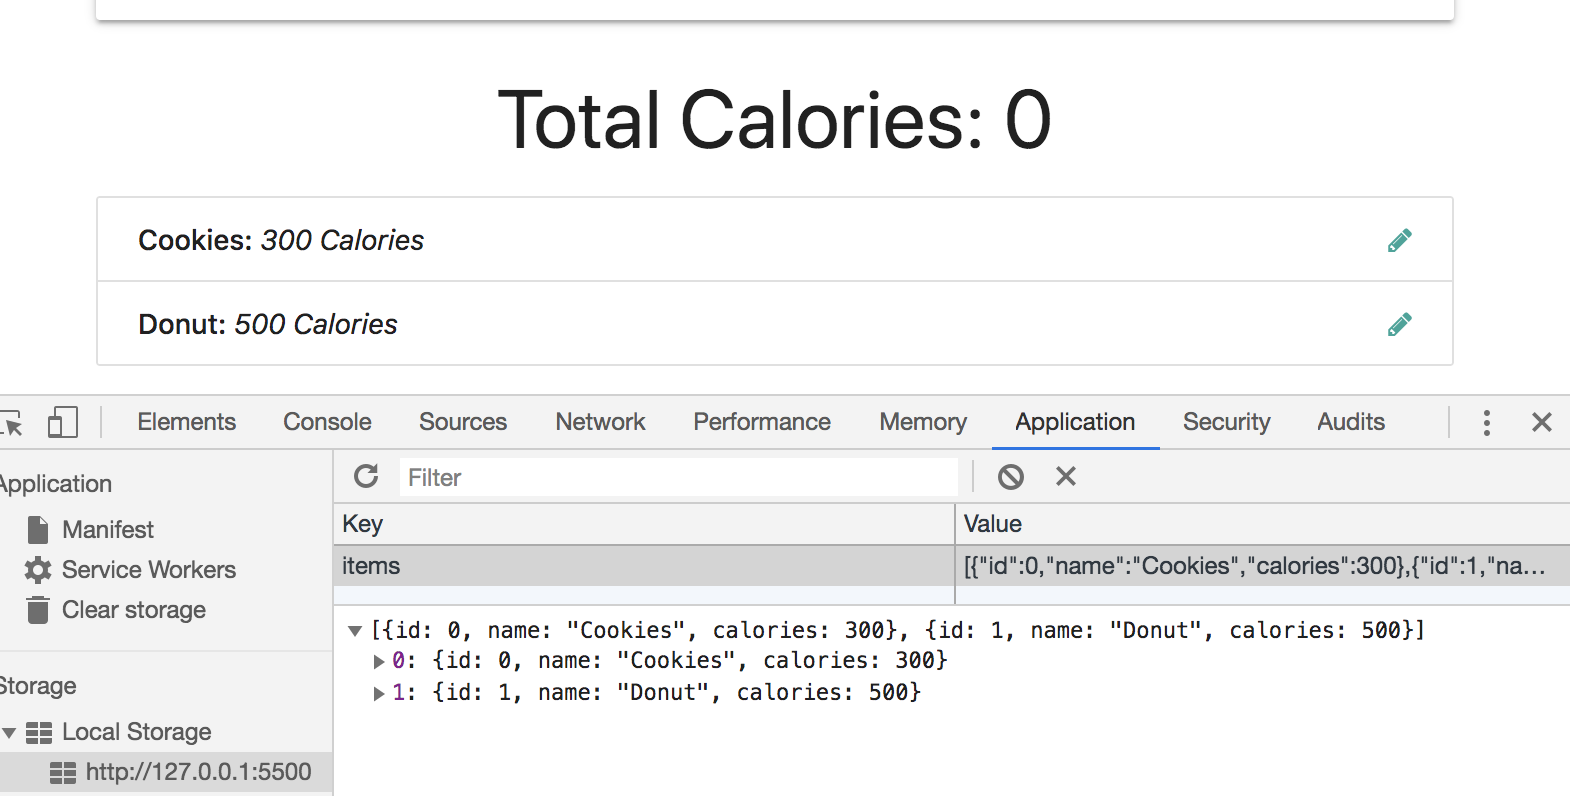 Total Calories: 0
Cookies: 300 Calories
Donut: 500 Calories
Elements Console Sources Network Performance Memory Application Security Audits
Application
Filter
Manifest
Service Workers
Clear storage
Storage
Local Storage
http://127.0.0.1:5500
Key Value
items [{"id":0,"name":"Cookies","calories":300},{"id":1,"na...
[{id: 0, name: "Cookies", calories: 300}, {id: 1, name: "Donut", calories: 500}]
0: {id: 0, name: "Cookies", calories: 300}
1: {id: 1, name: "Donut", calories: 500}